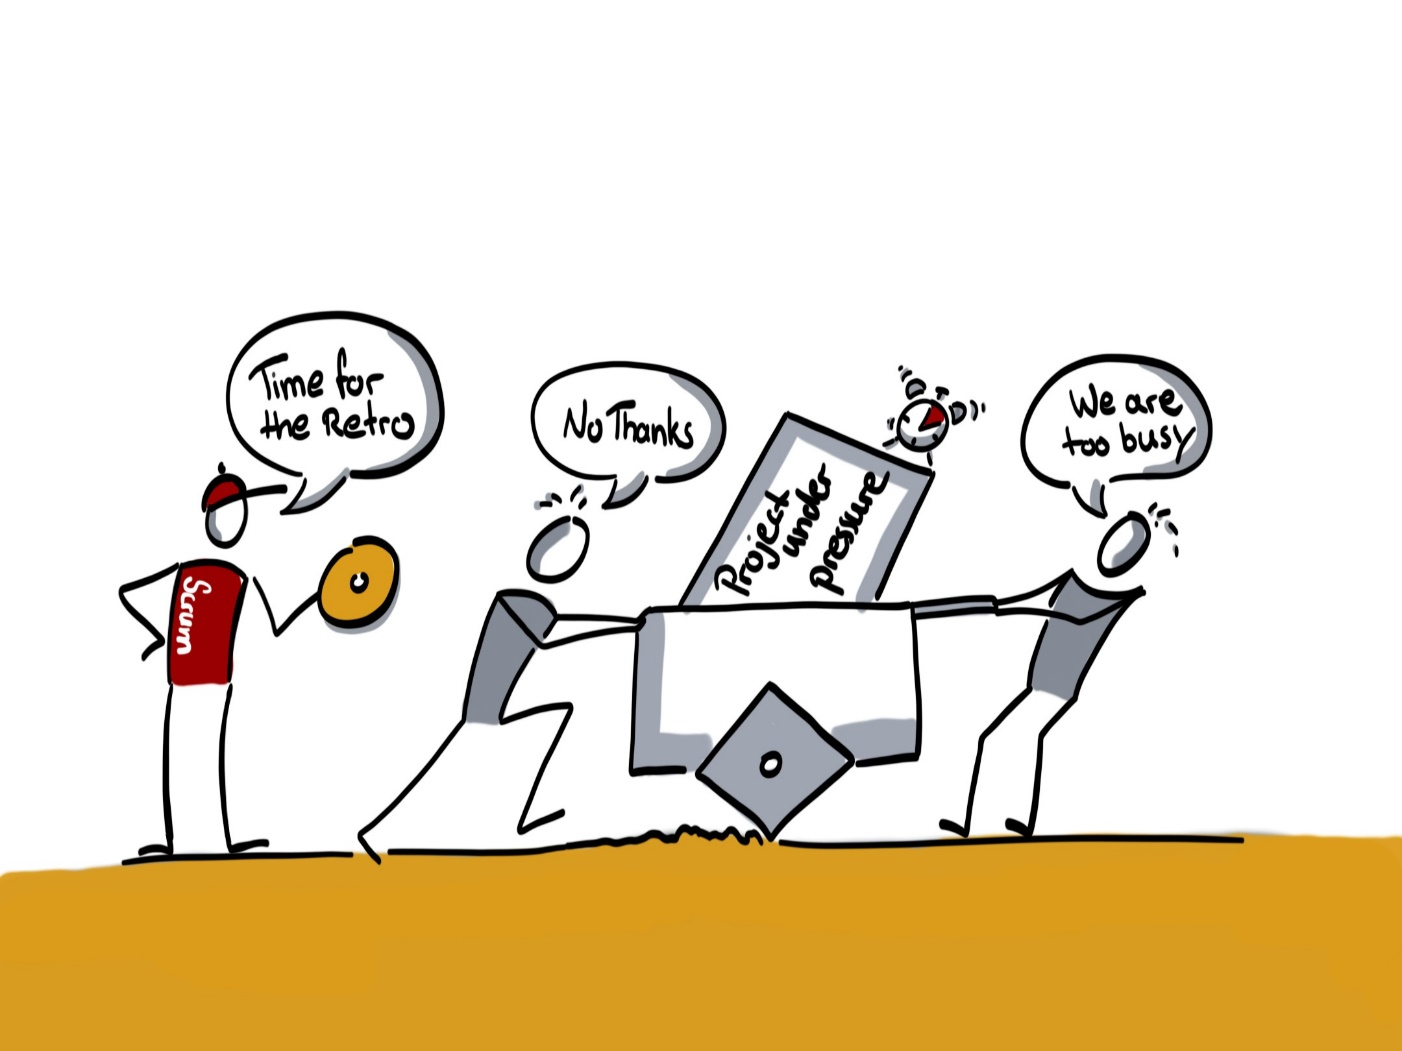 Time for
the Retro
No Thanks
We are
too busy
Project
under
pressure
Scrum